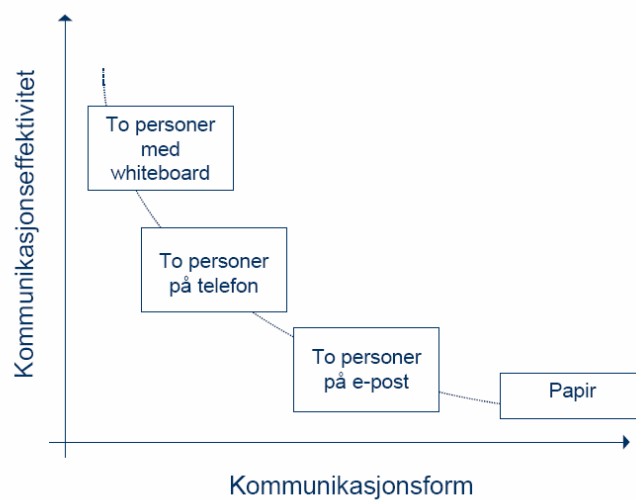 Kommunikasjonseffektivitet
To personer
med
whiteboard
To personer
på telefon
To personer
på e-post
Papir
Kommunikasjonsform